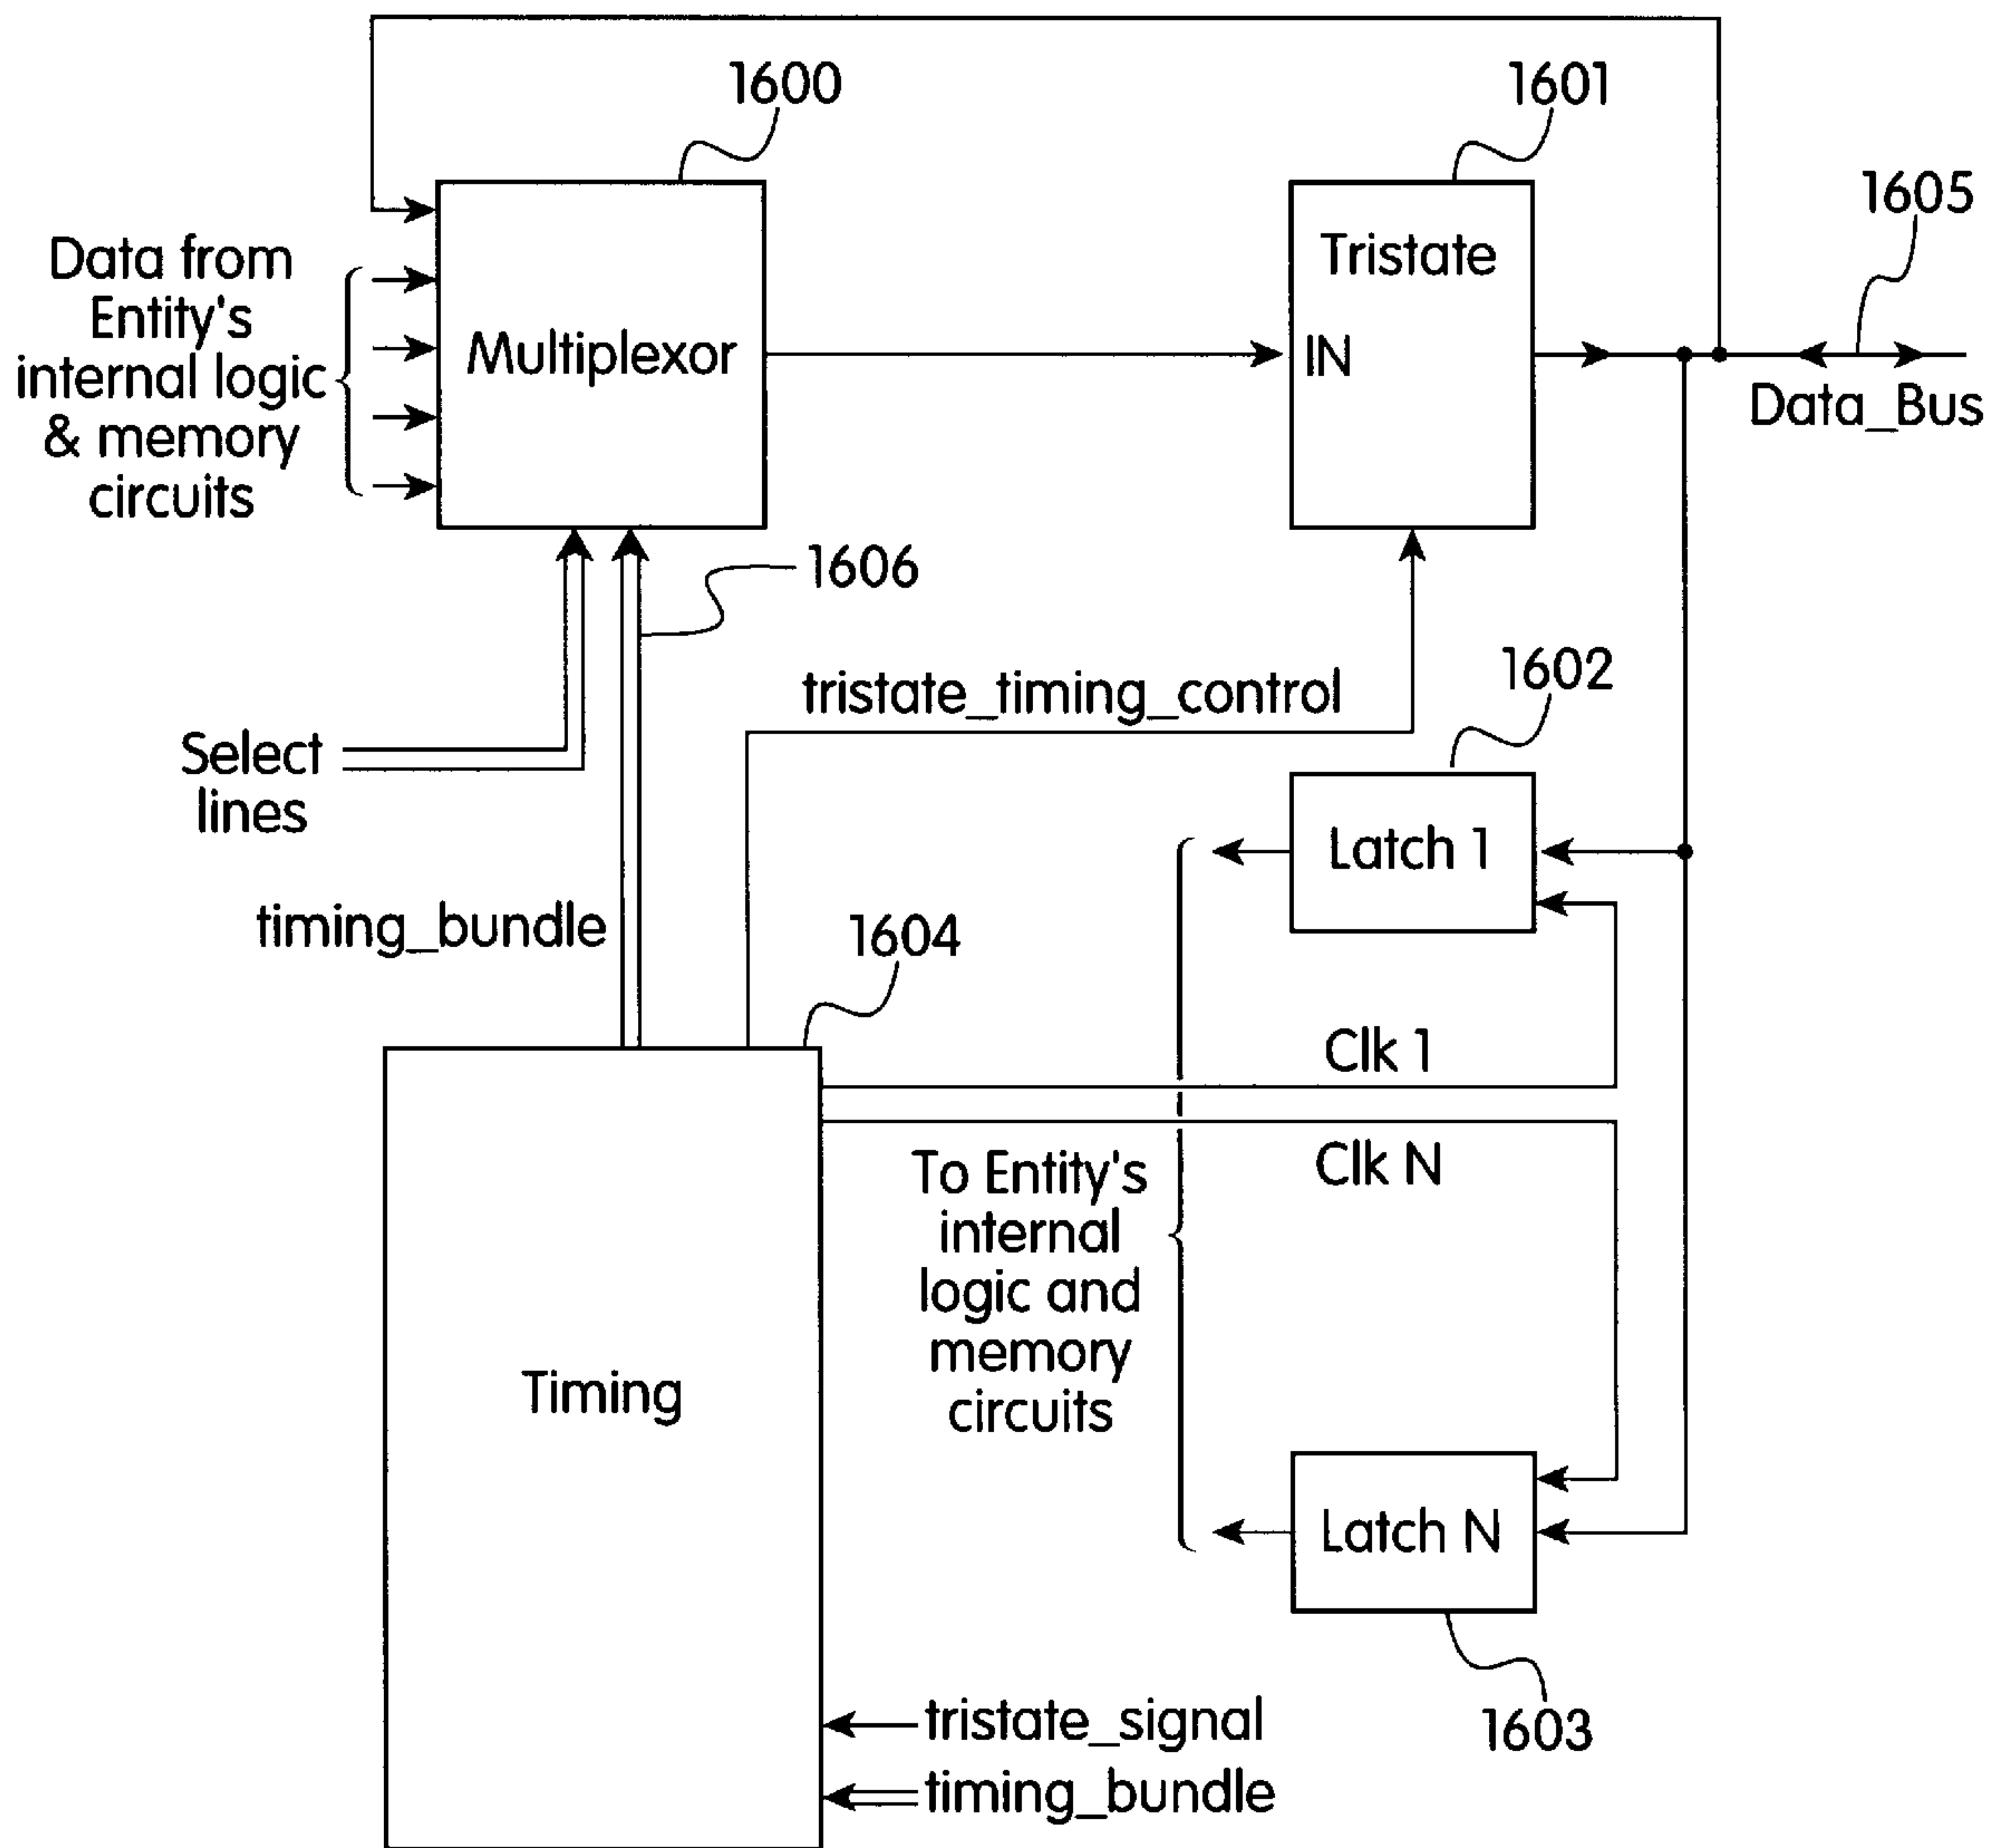 1600
1601
1605
Data from
Entity's
internal logic
& memory
circuits
Multiplexor
Tristate
IN
Data_Bus
1606
tristate_timing_control
1602
Select
lines
Latch 1
timing_bundle
1604
Clk 1
Clk N
To Entity's
internal
logic and
memory
circuits
Timing
Latch N
tristate_signal
1603
timing_bundle